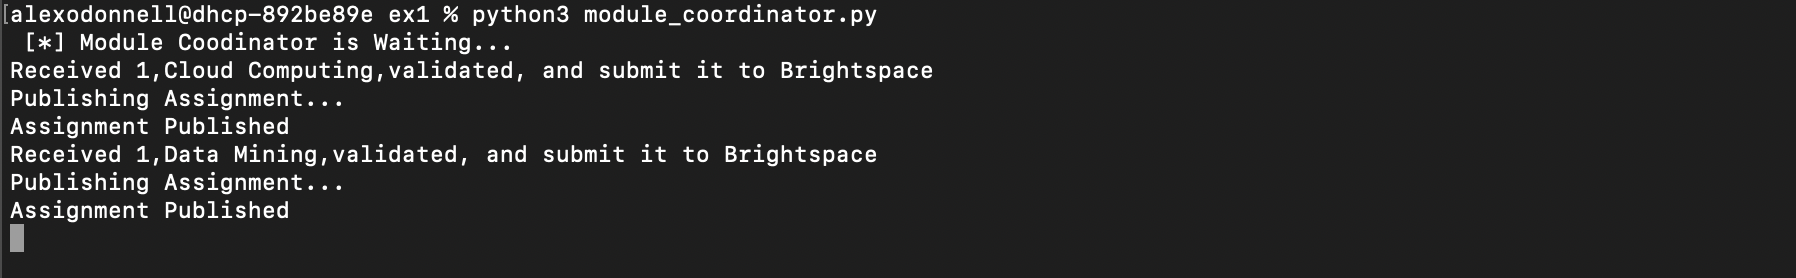 [alexodonnell@dhcp-892be89e ex1 % python3 module_coordinator.py
[*] Module Coodinator is Waiting...
Received 1,Cloud Computing,validated, and submit it to Brightspace
Publishing Assignment...
Assignment Published
Received 1,Data Mining,validated, and submit it to Brightspace
Publishing Assignment...
Assignment Published